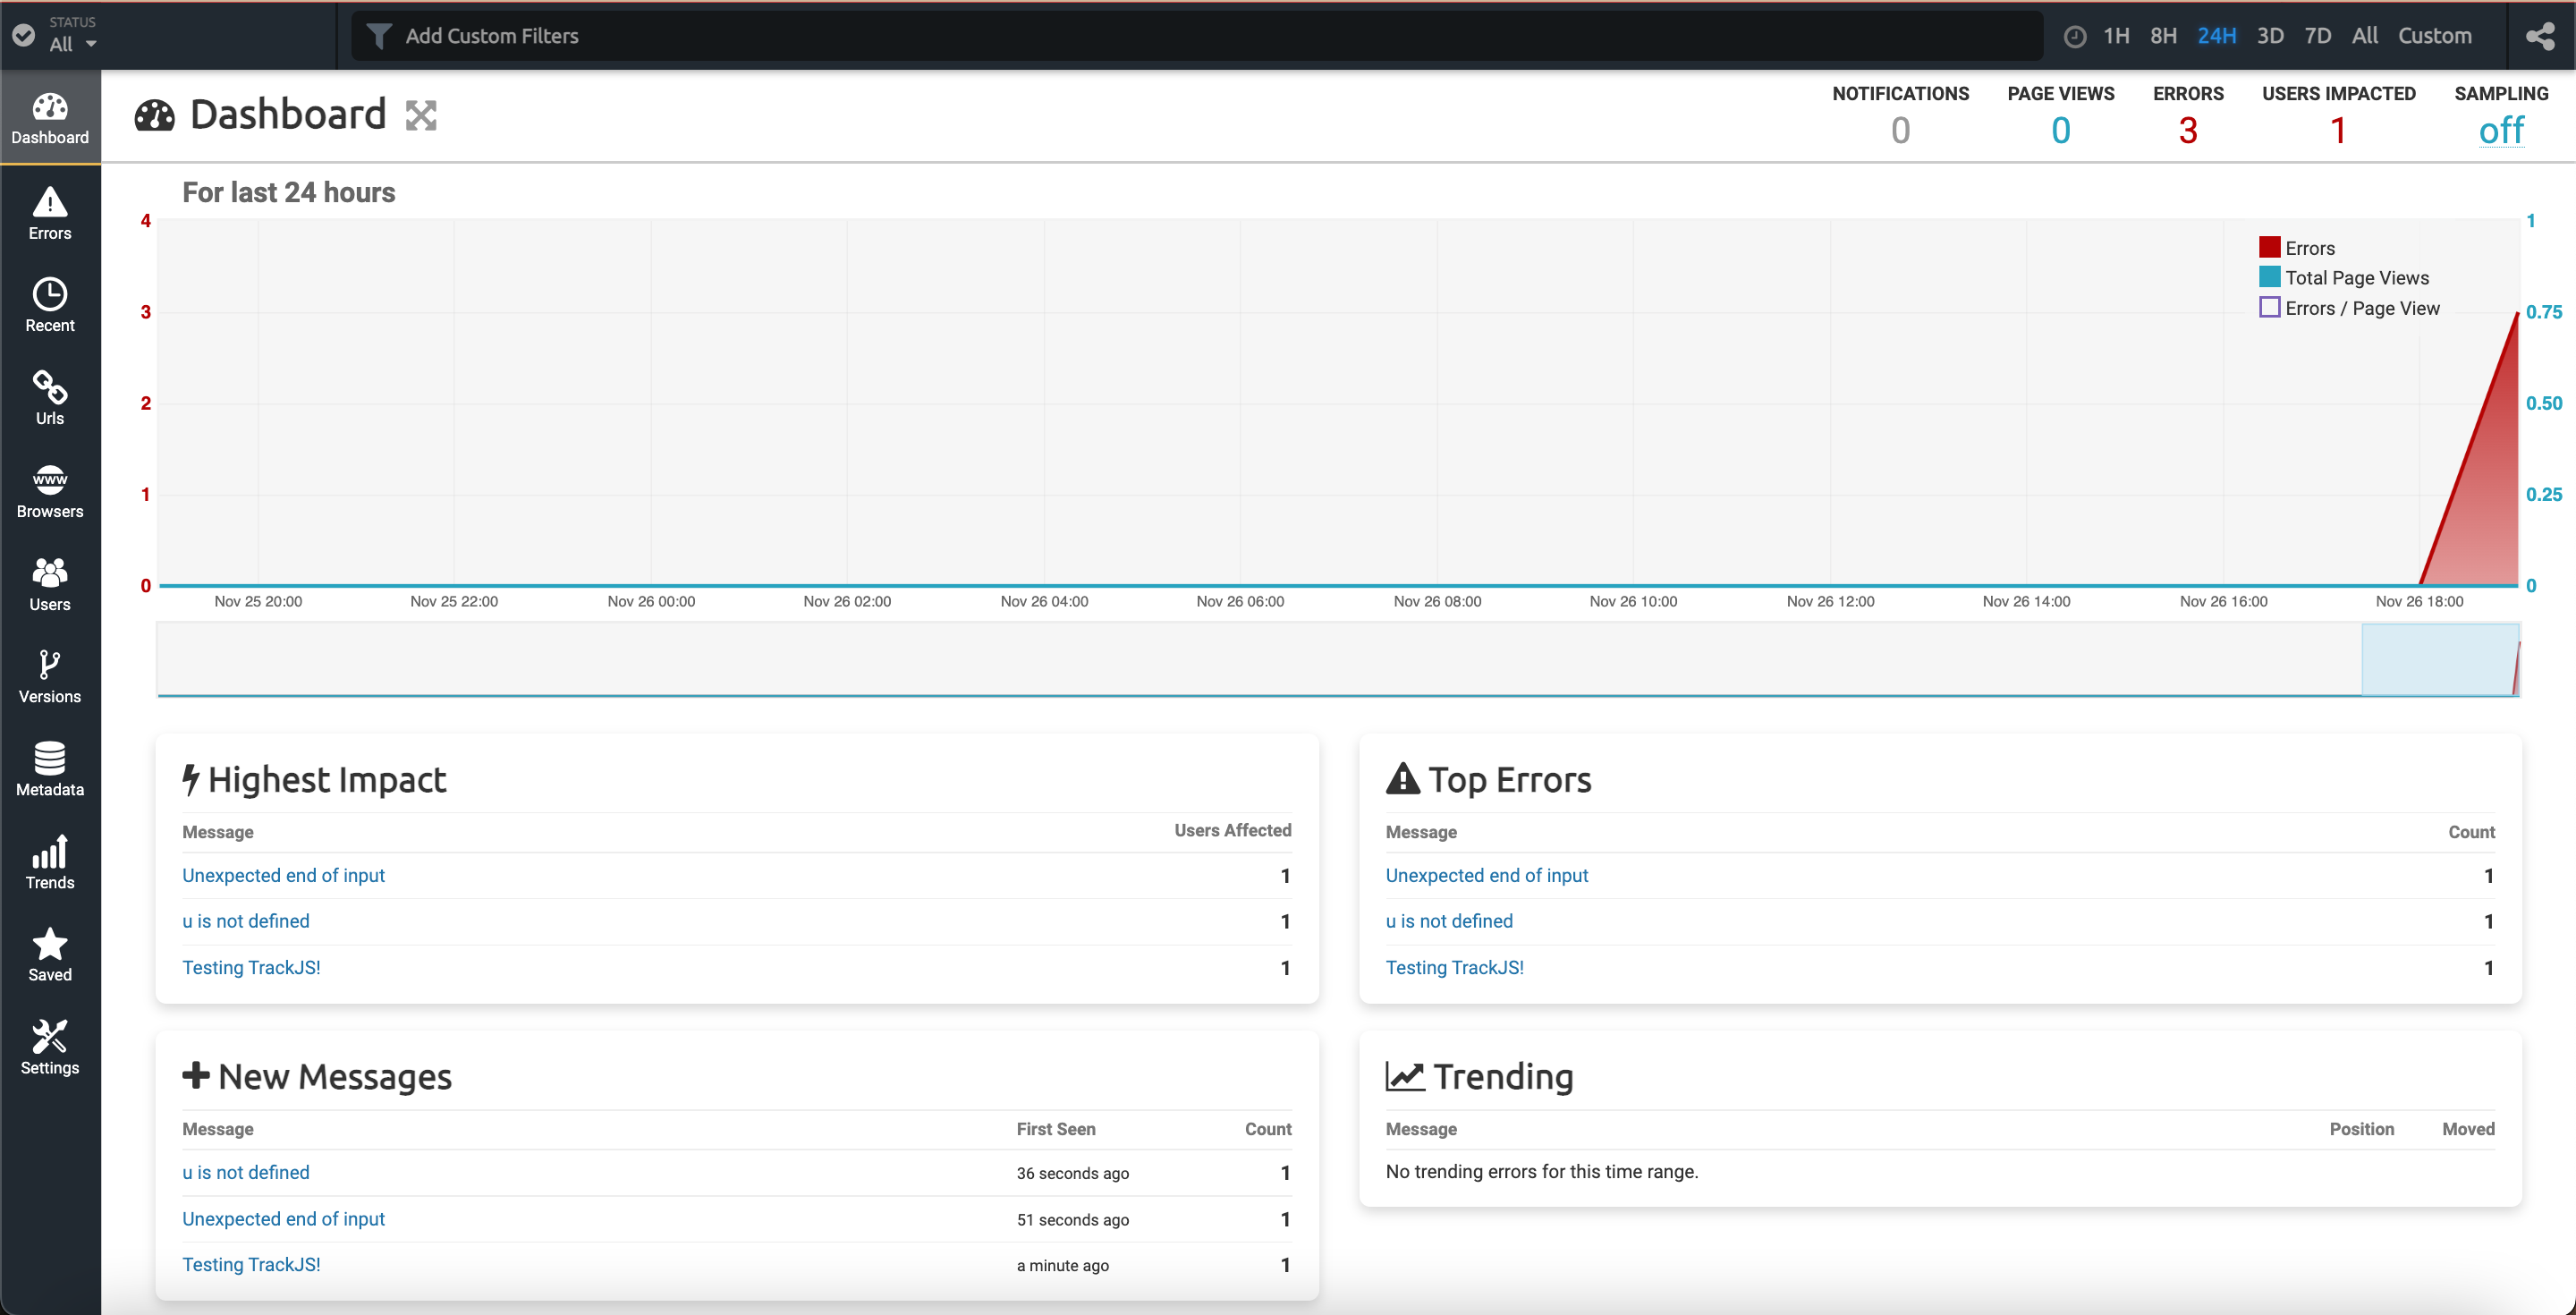 STATUS
All
Add Custom Filters
1H 8H 24H 3D 7D All Custom
Dashboard
Errors
Recent
Urls
www
Browsers
Users
Versions
Metadata
Trends
Saved
Settings
Dashboard
NOTIFICATIONS PAGE VIEWS ERRORS USERS IMPACTED SAMPLING
0 0 3 1 off
For last 24 hours
4 1
3 0.75
2 0.50
1 0.25
0 0
Errors
Total Page Views
Errors / Page View
Nov 25 20:00 Nov 25 22:00 Nov 26 00:00 Nov 26 02:00 Nov 26 04:00 Nov 26 06:00 Nov 26 08:00 Nov 26 10:00 Nov 26 12:00 Nov 26 14:00 Nov 26 16:00 Nov 26 18:00
Highest Impact
Message Users Affected
Unexpected end of input 1
u is not defined 1
Testing TrackJS! 1
Top Errors
Message Count
Unexpected end of input 1
u is not defined 1
Testing TrackJS! 1
New Messages
Message First Seen Count
u is not defined 36 seconds ago 1
Unexpected end of input 51 seconds ago 1
Testing TrackJS! a minute ago 1
Trending
Message Position Moved
No trending errors for this time range.